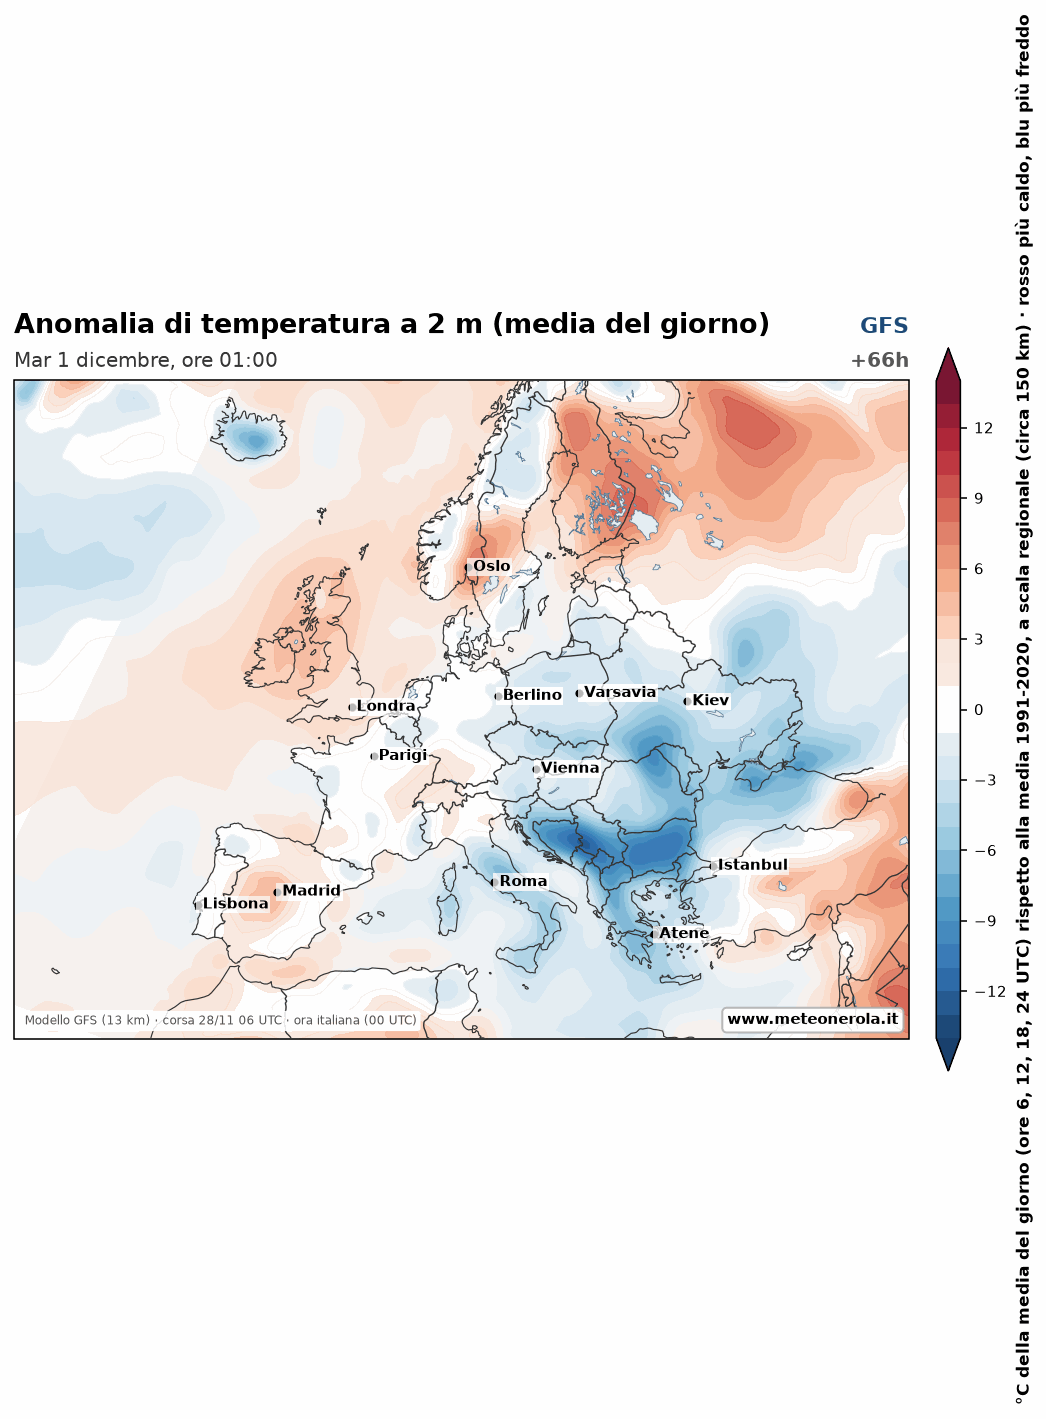 Anomalia di temperatura a 2 m (media del giorno)
GFS
Mar 1 dicembre, ore 01:00
+66h
Oslo
Londra
Berlino
Varsavia
Kiev
Parigi
Vienna
Istanbul
Roma
Madrid
Lisbona
Atene
Modello GFS (13 km) · corsa 28/11 06 UTC · ora italiana (00 UTC)
www.meteonerola.it
12
9
6
3
0
−3
−6
−9
−12
°C della media del giorno (ore 6, 12, 18, 24 UTC) rispetto alla media 1991-2020, a scala regionale (circa 150 km) · rosso più caldo, blu più freddo